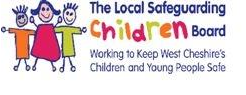 The Local Safeguarding
Children Board
Working to Keep West Cheshire's
Children and Young People Safe